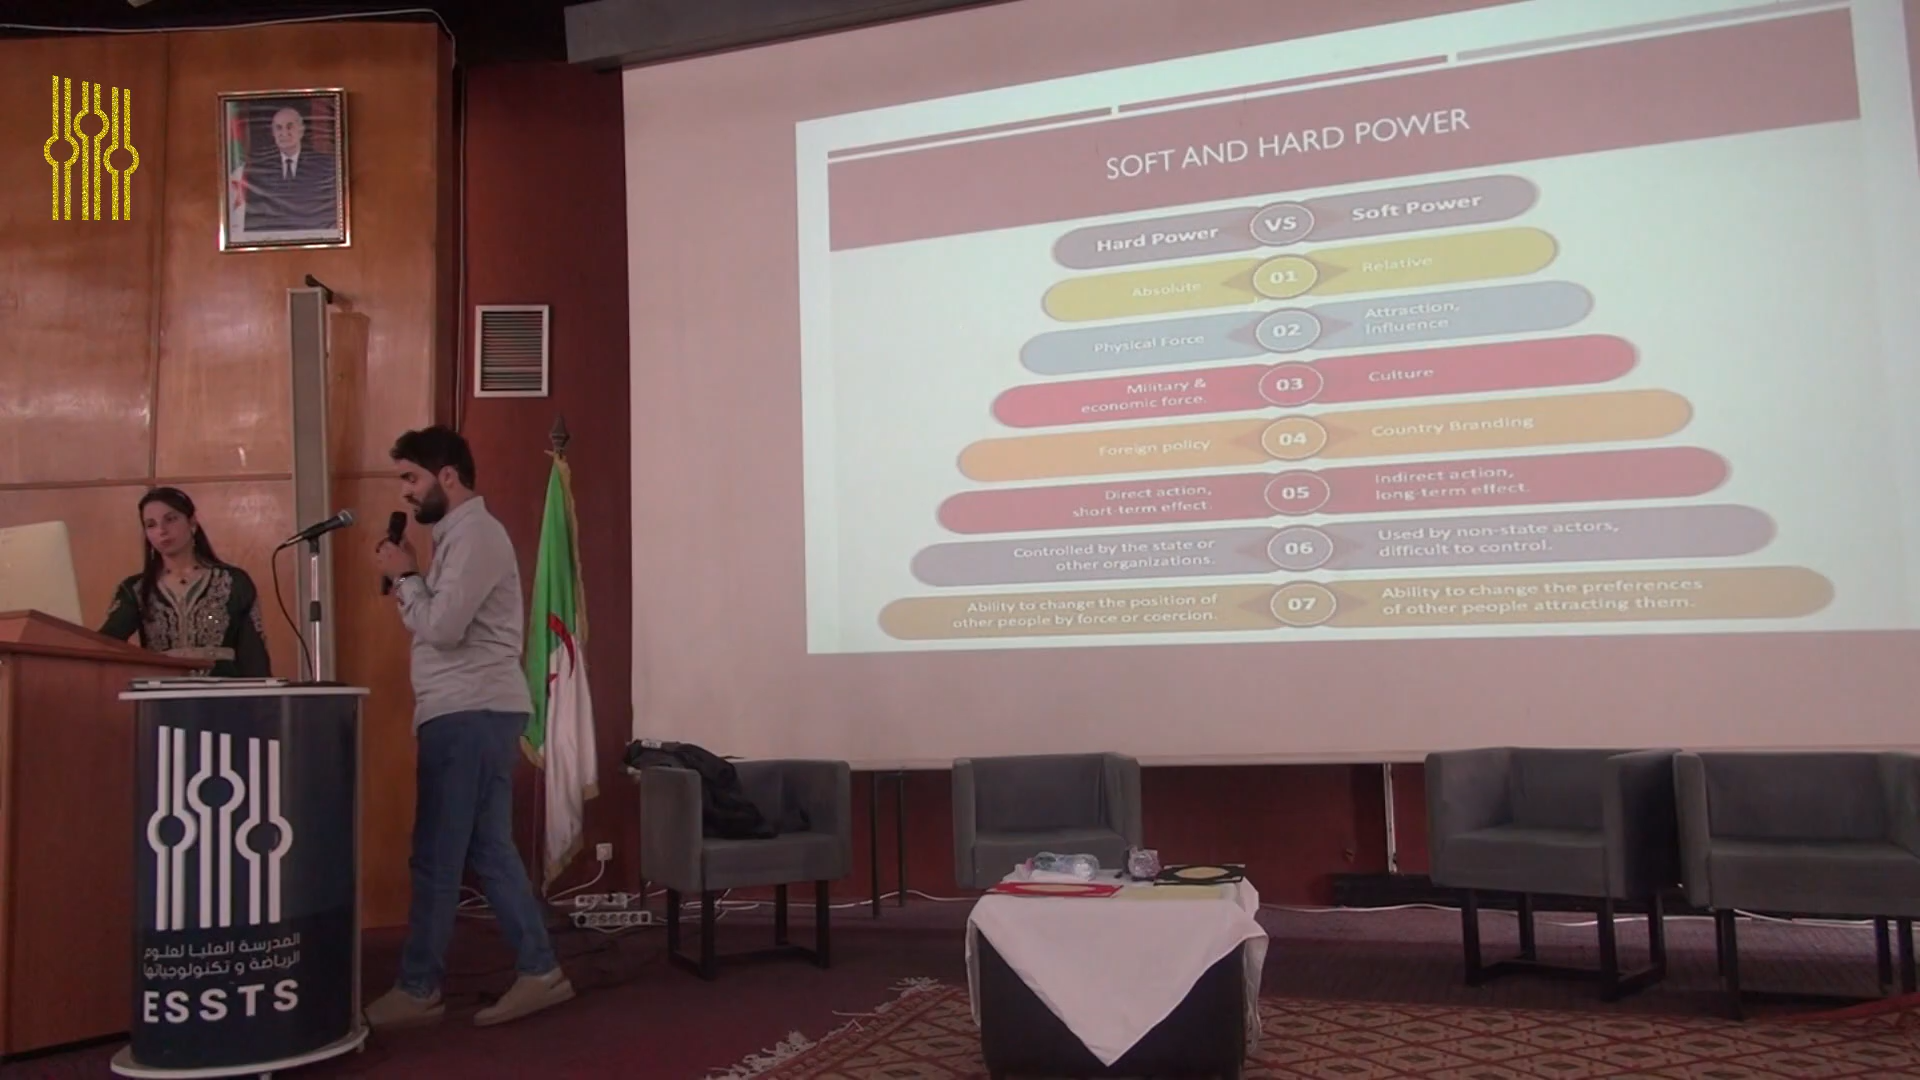 SOFT AND HARD POWER
Hard Power VS Soft Power
Absolute 01 Relative
Physical Force 02 Attraction,
influence
Military &
economic force. 03 Culture
Foreign policy 04 Country Branding
Direct action,
short-term effect. 05 Indirect action,
long-term effect.
Controlled by the state or
other organizations. 06 Used by non-state actors,
difficult to control.
Ability to change the position of
other people by force or coercion. 07 Ability to change the preferences
of other people attracting them.
المدرسة العليا لعلوم
الرياضة و تكنولوجياتها
ESSTS